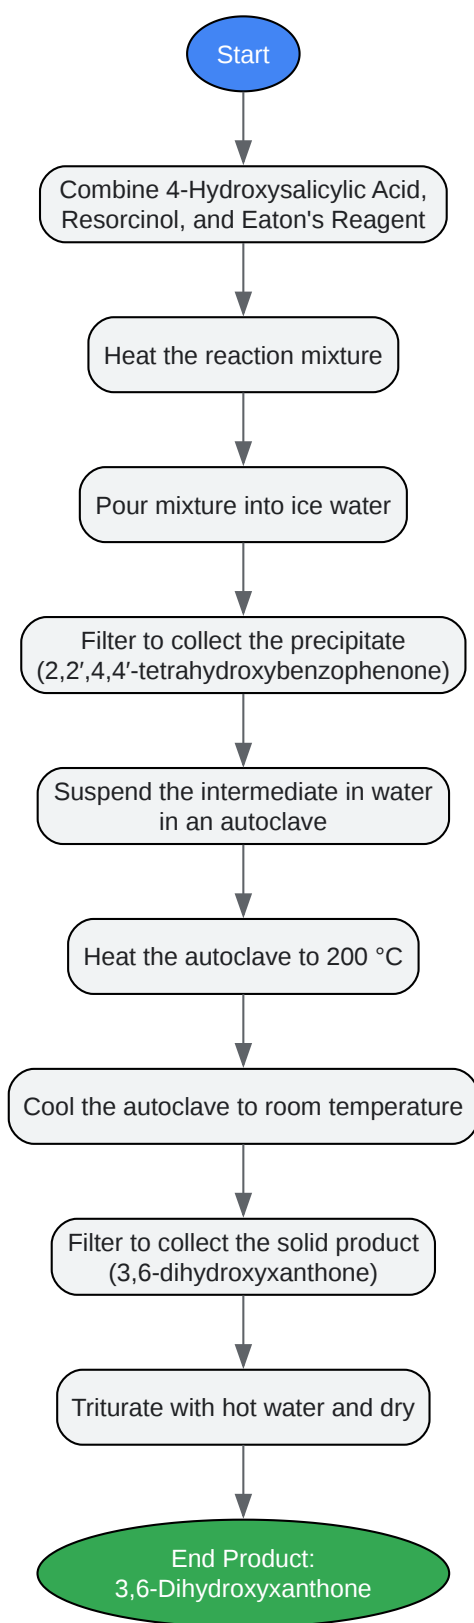 Start
Combine 4-Hydroxysalicylic Acid,
Resorcinol, and Eaton's Reagent
Heat the reaction mixture
Pour mixture into ice water
Filter to collect the precipitate
(2,2′,4,4′-tetrahydroxybenzophenone)
Suspend the intermediate in water
in an autoclave
Heat the autoclave to 200 °C
Cool the autoclave to room temperature
Filter to collect the solid product
(3,6-dihydroxyxanthone)
Triturate with hot water and dry
End Product:
3,6-Dihydroxyxanthone